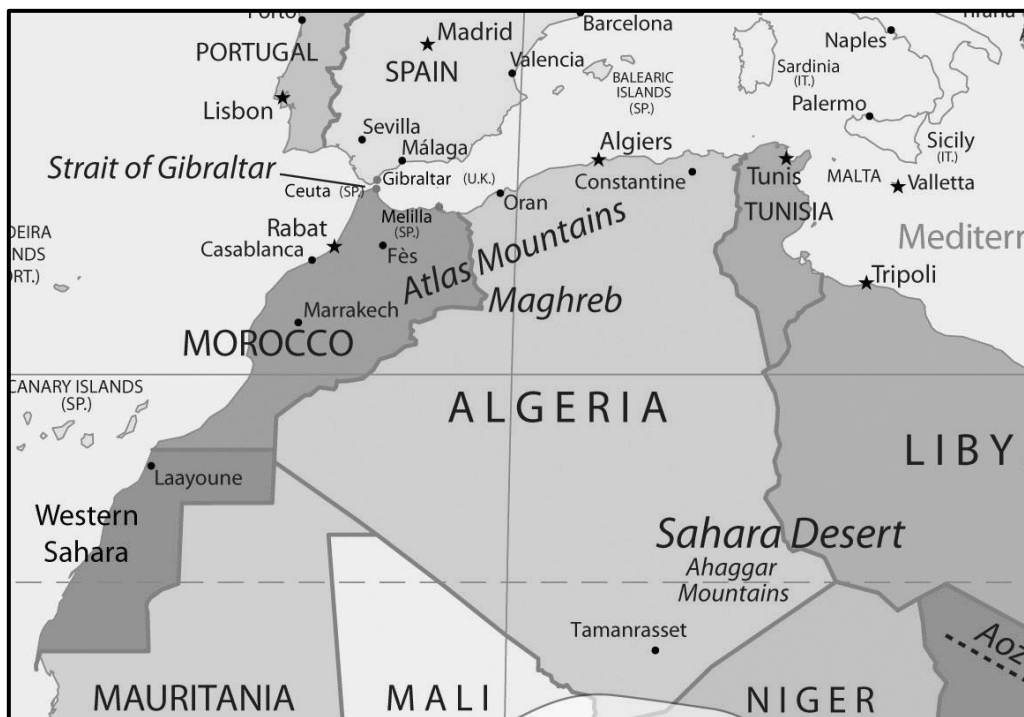 Porto
Barcelona
Madrid
Naples
PORTUGAL
SPAIN
Valencia
Sardinia
(IT.)
BALEARIC
ISLANDS
(SP.)
Lisbon
Palermo
Sevilla
Málaga
Algiers
Sicily
(IT.)
Strait of Gibraltar
Gibraltar (U.K.)
Ceuta (SP.)
Constantine
Tunis
MALTA
Valletta
Oran
Melilla
(SP.)
TUNISIA
Rabat
DEIRA
NDS
ORT.)
Casablanca
Fès
Atlas Mountains
Mediterr
Tripoli
Maghreb
Marrakech
MOROCCO
CANARY ISLANDS
(SP.)
ALGERIA
LIBY
Laayoune
Western
Sahara
Sahara Desert
Ahaggar
Mountains
Tamanrasset
Aoz
MAURITANIA
MALI
NIGER